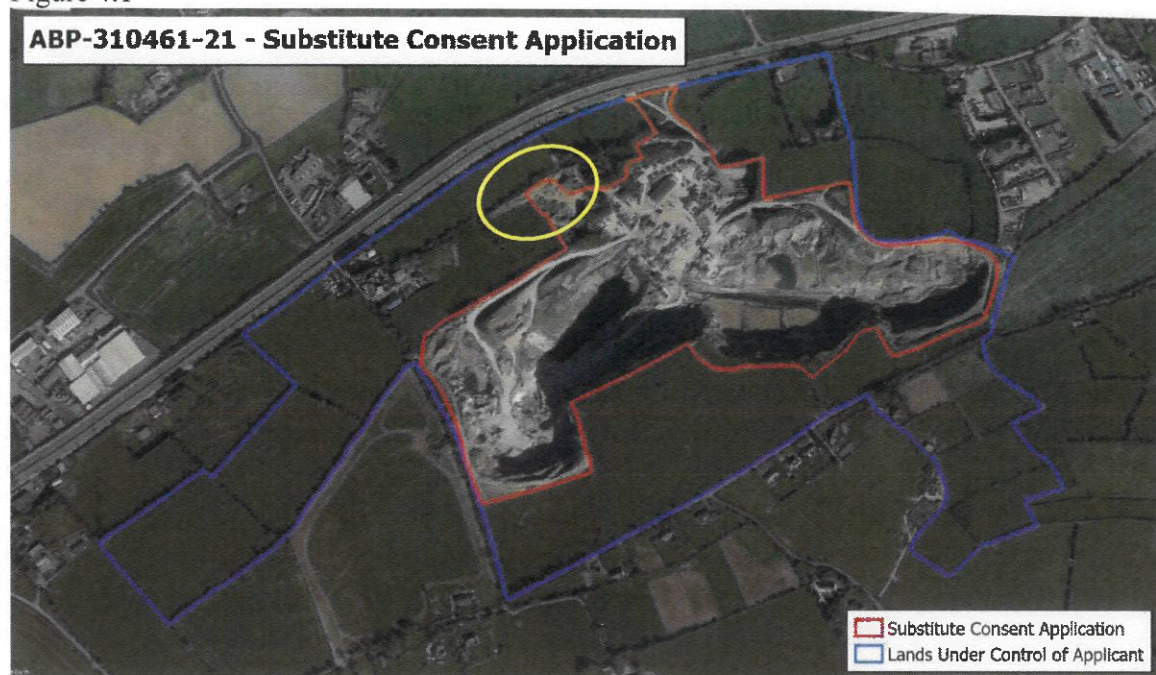 ABP-310461-21 - Substitute Consent Application
Substitute Consent Application
Lands Under Control of Applicant